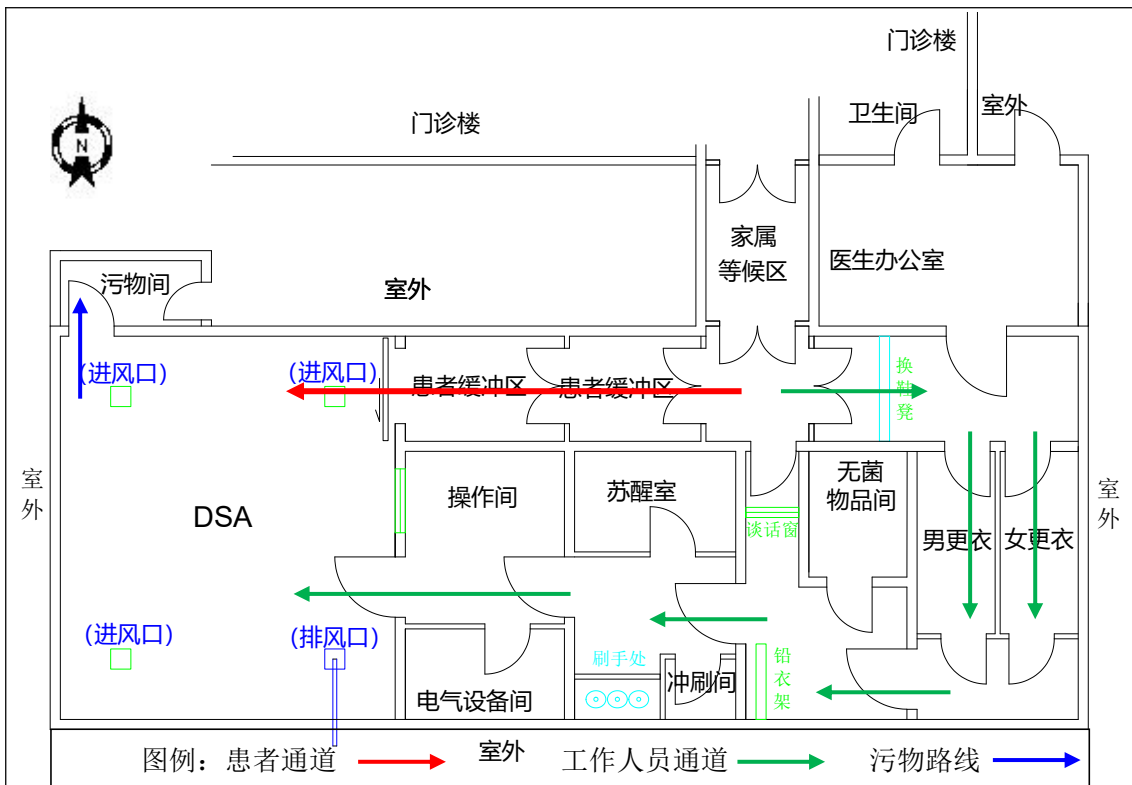 门诊楼
门诊楼
卫生间
室外
N
家属
等候区
医生办公室
污物间
室外
(进风口)
(进风口)
患者缓冲区
患者缓冲区
换鞋凳
室外
操作间
苏醒室
无菌
物品间
室外
DSA
谈话窗
男更衣
女更衣
(进风口)
(排风口)
刷手处
铅衣架
冲刷间
电气设备间
室外
图例：患者通道
工作人员通道
污物路线